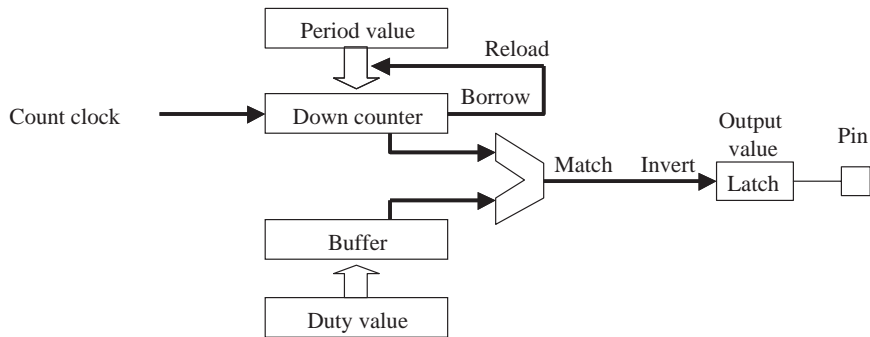 Period value
Reload
Count clock
Down counter
Borrow
Output
value
Pin
Match
Invert
Latch
Buffer
Duty value